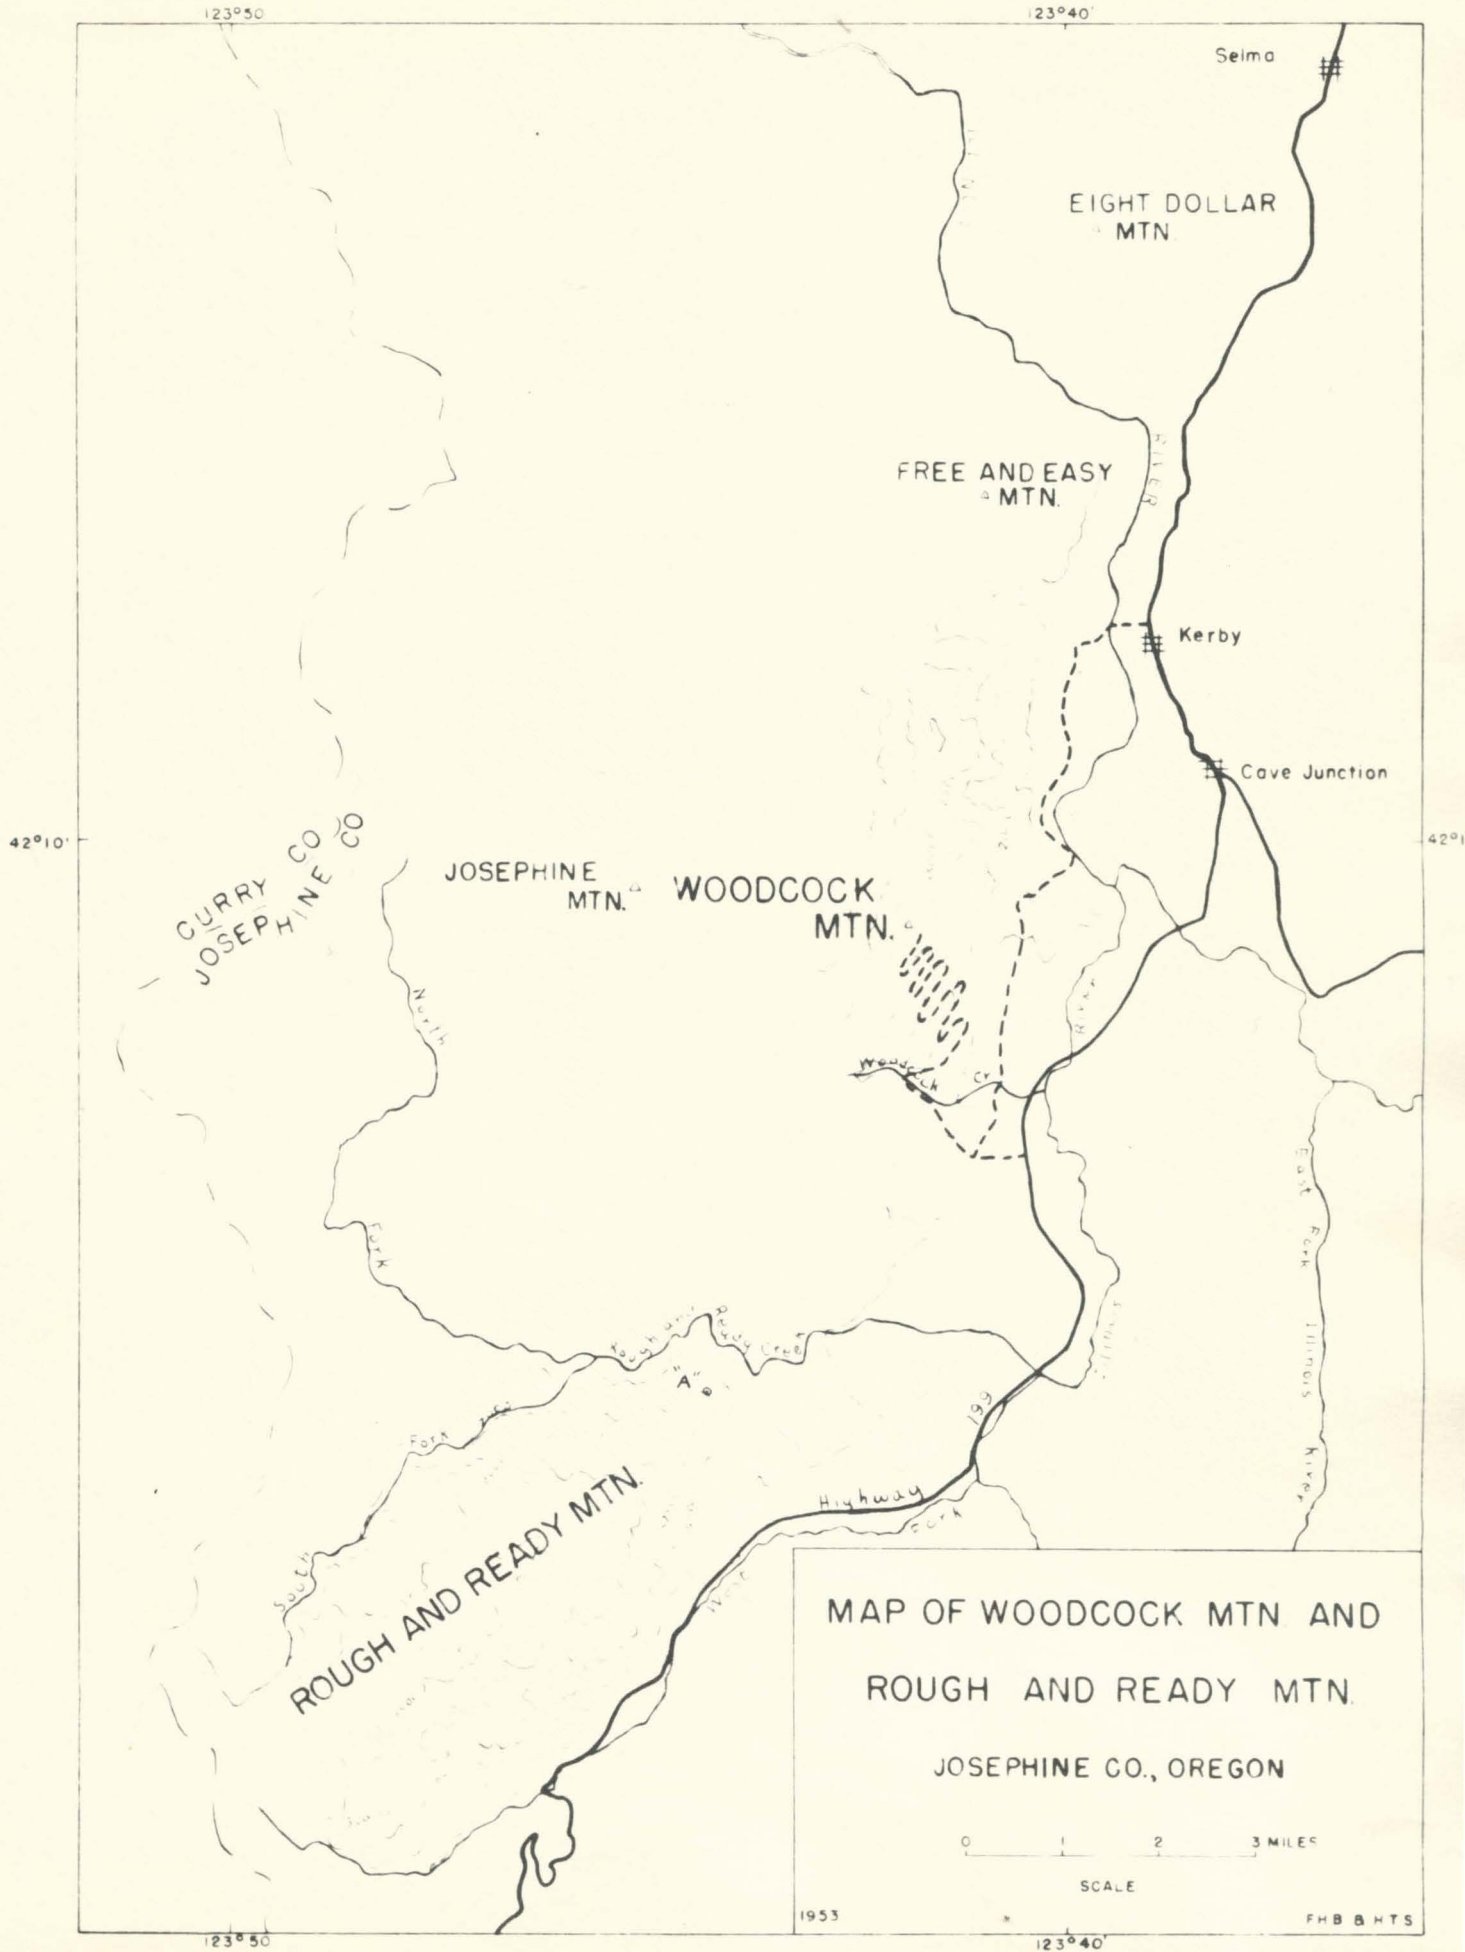 123°50
123°40'
Selma
EIGHT DOLLAR
MTN
FREE AND EASY
MTN.
RIVER
Kerby
Cave Junction
42°10'
42°1
CURRY CO
JOSEPHINE CO
JOSEPHINE
MTN.
WOODCOCK
MTN.
North
River
Woodcock Cr.
East Fork Illinois River
Fork
Rough and Ready Creek
"A"
Illinois
199
Fork
Highway
Fork
West
South
ROUGH AND READY MTN.
MAP OF WOODCOCK MTN AND
ROUGH AND READY MTN.
JOSEPHINE CO., OREGON
0 1 2 3 MILES
SCALE
1953
FHB & HTS
123°50
123°40'